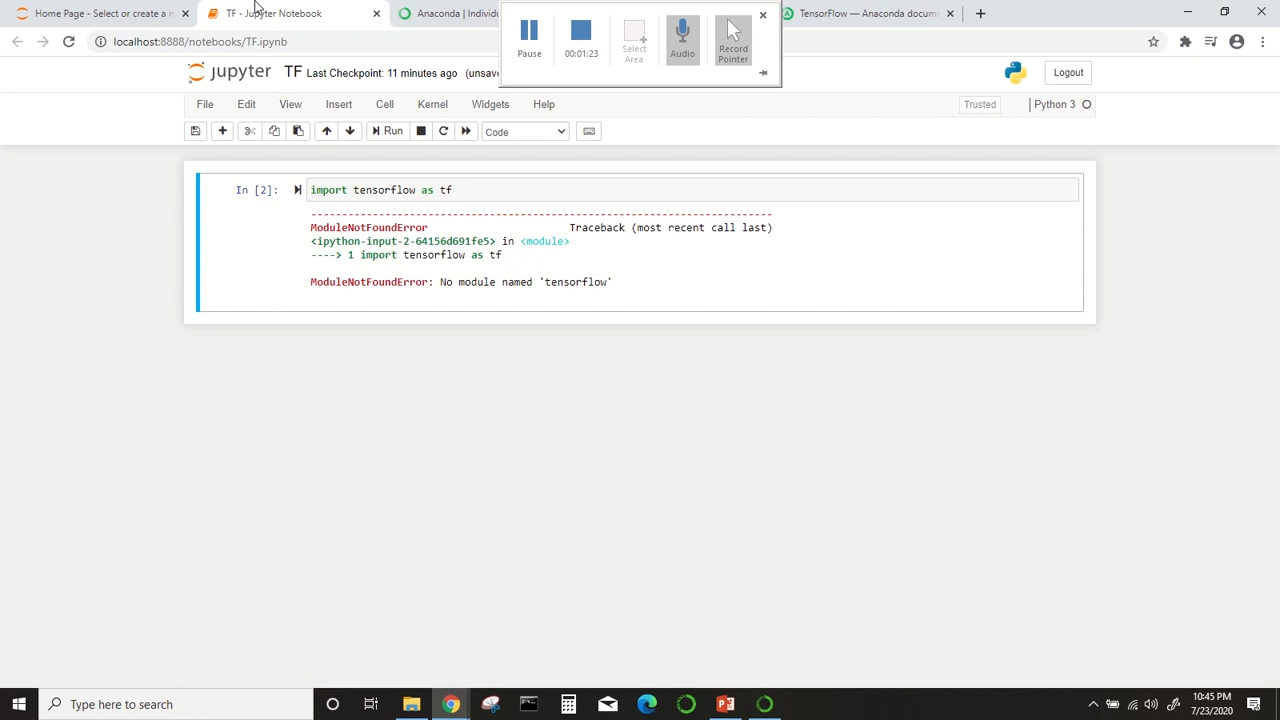 Home Page - Select or create a n
TF - Jupyter Notebook
Anaconda | Individ
TensorFlow — Anaconda docum
Pause
00:01:23
Select
Area
Audio
Record
Pointer
localhost:8888/notebooks/TF.ipynb
jupyter TF Last Checkpoint: 11 minutes ago (unsave
Logout
File Edit View Insert Cell Kernel Widgets Help
Trusted
Python 3
Run
Code
In [2]: import tensorflow as tf
---------------------------------------------------------------------------
ModuleNotFoundError Traceback (most recent call last)
<ipython-input-2-64156d691fe5> in <module>
----> 1 import tensorflow as tf
ModuleNotFoundError: No module named 'tensorflow'
Type here to search
10:45 PM
7/23/2020